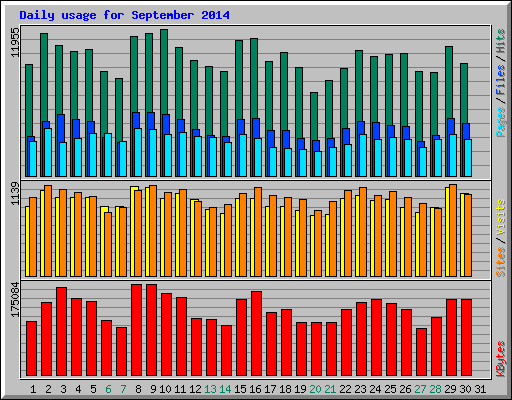 Daily usage for September 2014
11955
Pages / Files / Hits
1139
Sites / Visits
175084
KBytes
1 2 3 4 5 6 7 8 9 10 11 12 13 14 15 16 17 18 19 20 21 22 23 24 25 26 27 28 29 30 31